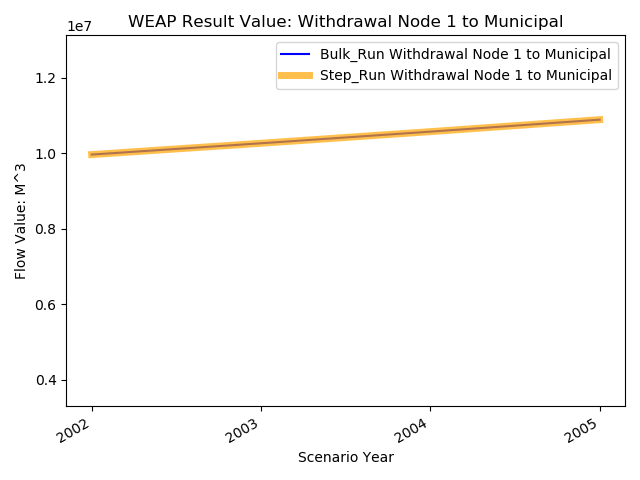 WEAP Result Value: Withdrawal Node 1 to Municipal
1e7
Bulk_Run Withdrawal Node 1 to Municipal
Step_Run Withdrawal Node 1 to Municipal
1.2
1.0
0.8
0.6
0.4
Flow Value: M^3
2002
2003
2004
2005
Scenario Year